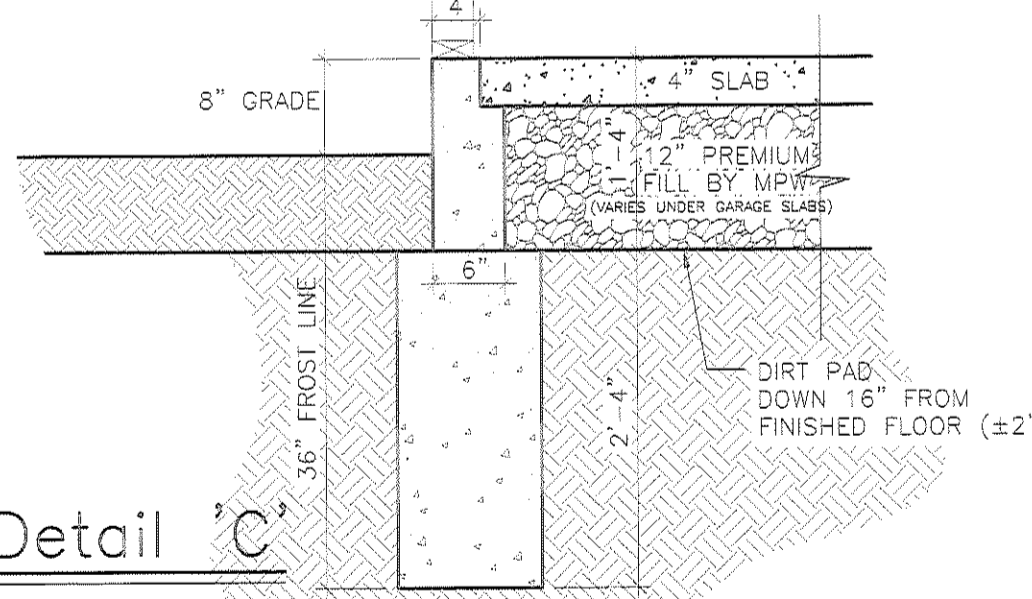 4
8" GRADE
4" SLAB
1'-4"
12" PREMIUM
FILL BY MPW
(VARIES UNDER GARAGE SLABS)
6"
36" FROST LINE
2'-4"
DIRT PAD
DOWN 16" FROM
FINISHED FLOOR (±2"
Detail 'C'